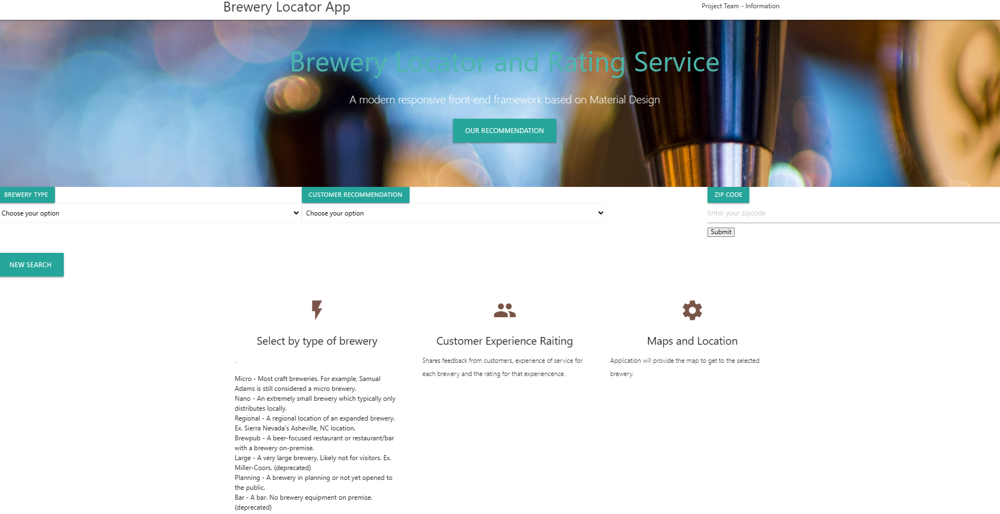 Brewery Locator App
Project Team - Information
Brewery Locator and Rating Service
A modern responsive front-end framework based on Material Design
OUR RECOMMENDATION
BREWERY TYPE
CUSTOMER RECOMMENDATION
ZIP CODE
Choose your option
Choose your option
Enter your zipcode
Submit
NEW SEARCH
Select by type of brewery
.
Micro - Most craft breweries. For example, Samual
Adams is still considered a micro brewery.
Nano - An extremely small brewery which typically only
distributes locally.
Regional - A regional location of an expanded brewery.
Ex. Sierra Nevada's Asheville, NC location.
Brewpub - A beer-focused restaurant or restaurant/bar
with a brewery on-premise.
Large - A very large brewery. Likely not for visitors. Ex.
Miller-Coors. (deprecated)
Planning - A brewery in planning or not yet opened to
the public.
Bar - A bar. No brewery equipment on premise.
(deprecated)
Customer Experience Raiting
Shares feedback from customers, experience of service for
each brewery and the rating for that experiencence.
Maps and Location
Application will provide the map to get to the selected
brewery.